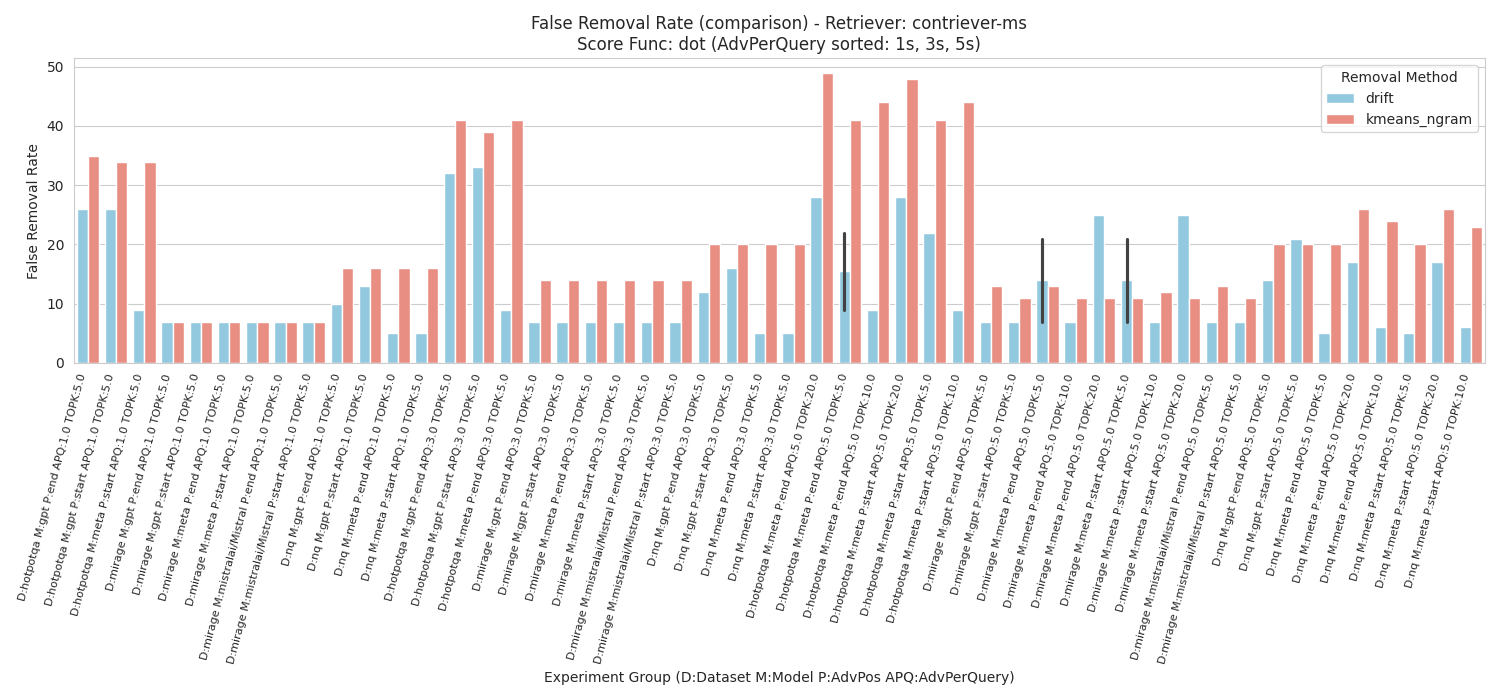 False Removal Rate (comparison) - Retriever: contriever-ms
Score Func: dot (AdvPerQuery sorted: 1s, 3s, 5s)
Removal Method
drift
kmeans_ngram
False Removal Rate
50
40
30
20
10
0
D:hotpotqa M:gpt P:end APQ:1.0 TOPK:5.0
D:hotpotqa M:gpt P:start APQ:1.0 TOPK:5.0
D:hotpotqa M:meta P:start APQ:1.0 TOPK:5.0
D:mirage M:gpt P:end APQ:1.0 TOPK:5.0
D:mirage M:gpt P:start APQ:1.0 TOPK:5.0
D:mirage M:meta P:end APQ:1.0 TOPK:5.0
D:mirage M:meta P:start APQ:1.0 TOPK:5.0
D:mirage M:mistralai/Mistral P:end APQ:1.0 TOPK:5.0
D:mirage M:mistralai/Mistral P:start APQ:1.0 TOPK:5.0
D:nq M:gpt P:end APQ:1.0 TOPK:5.0
D:nq M:gpt P:start APQ:1.0 TOPK:5.0
D:nq M:meta P:end APQ:1.0 TOPK:5.0
D:nq M:meta P:start APQ:1.0 TOPK:5.0
D:hotpotqa M:gpt P:end APQ:3.0 TOPK:5.0
D:hotpotqa M:gpt P:start APQ:3.0 TOPK:5.0
D:hotpotqa M:meta P:end APQ:3.0 TOPK:5.0
D:mirage M:gpt P:end APQ:3.0 TOPK:5.0
D:mirage M:gpt P:start APQ:3.0 TOPK:5.0
D:mirage M:meta P:end APQ:3.0 TOPK:5.0
D:mirage M:meta P:start APQ:3.0 TOPK:5.0
D:mirage M:mistralai/Mistral P:end APQ:3.0 TOPK:5.0
D:mirage M:mistralai/Mistral P:start APQ:3.0 TOPK:5.0
D:nq M:gpt P:end APQ:3.0 TOPK:5.0
D:nq M:gpt P:start APQ:3.0 TOPK:5.0
D:nq M:meta P:end APQ:3.0 TOPK:5.0
D:nq M:meta P:start APQ:3.0 TOPK:5.0
D:hotpotqa M:meta P:end APQ:5.0 TOPK:20.0
D:hotpotqa M:meta P:end APQ:5.0 TOPK:5.0
D:hotpotqa M:meta P:end APQ:5.0 TOPK:10.0
D:hotpotqa M:meta P:start APQ:5.0 TOPK:20.0
D:hotpotqa M:meta P:start APQ:5.0 TOPK:5.0
D:hotpotqa M:meta P:start APQ:5.0 TOPK:10.0
D:mirage M:gpt P:end APQ:5.0 TOPK:5.0
D:mirage M:gpt P:start APQ:5.0 TOPK:5.0
D:mirage M:meta P:end APQ:5.0 TOPK:5.0
D:mirage M:meta P:end APQ:5.0 TOPK:10.0
D:mirage M:meta P:end APQ:5.0 TOPK:20.0
D:mirage M:meta P:start APQ:5.0 TOPK:5.0
D:mirage M:meta P:start APQ:5.0 TOPK:10.0
D:mirage M:meta P:start APQ:5.0 TOPK:20.0
D:mirage M:mistralai/Mistral P:end APQ:5.0 TOPK:5.0
D:mirage M:mistralai/Mistral P:start APQ:5.0 TOPK:5.0
D:nq M:gpt P:end APQ:5.0 TOPK:5.0
D:nq M:gpt P:start APQ:5.0 TOPK:5.0
D:nq M:meta P:end APQ:5.0 TOPK:5.0
D:nq M:meta P:end APQ:5.0 TOPK:20.0
D:nq M:meta P:end APQ:5.0 TOPK:10.0
D:nq M:meta P:start APQ:5.0 TOPK:5.0
D:nq M:meta P:start APQ:5.0 TOPK:20.0
D:nq M:meta P:start APQ:5.0 TOPK:10.0
Experiment Group (D:Dataset M:Model P:AdvPos APQ:AdvPerQuery)